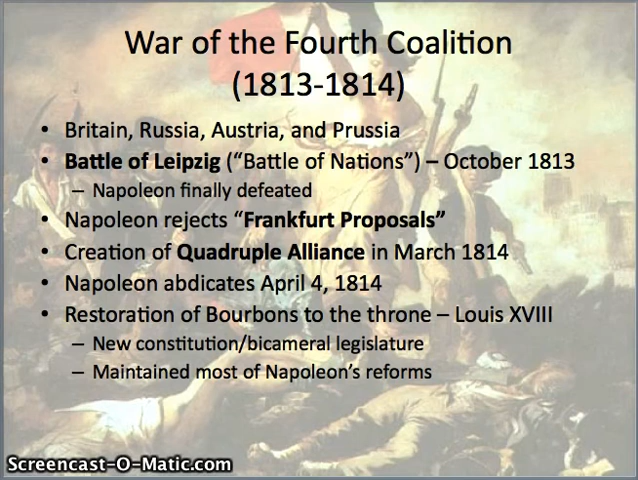 War of the Fourth Coalition
(1813-1814)
• Britain, Russia, Austria, and Prussia
• Battle of Leipzig (“Battle of Nations”) – October 1813
– Napoleon finally defeated
• Napoleon rejects “Frankfurt Proposals”
• Creation of Quadruple Alliance in March 1814
• Napoleon abdicates April 4, 1814
• Restoration of Bourbons to the throne – Louis XVIII
– New constitution/bicameral legislature
– Maintained most of Napoleon’s reforms
Screencast-O-Matic.com